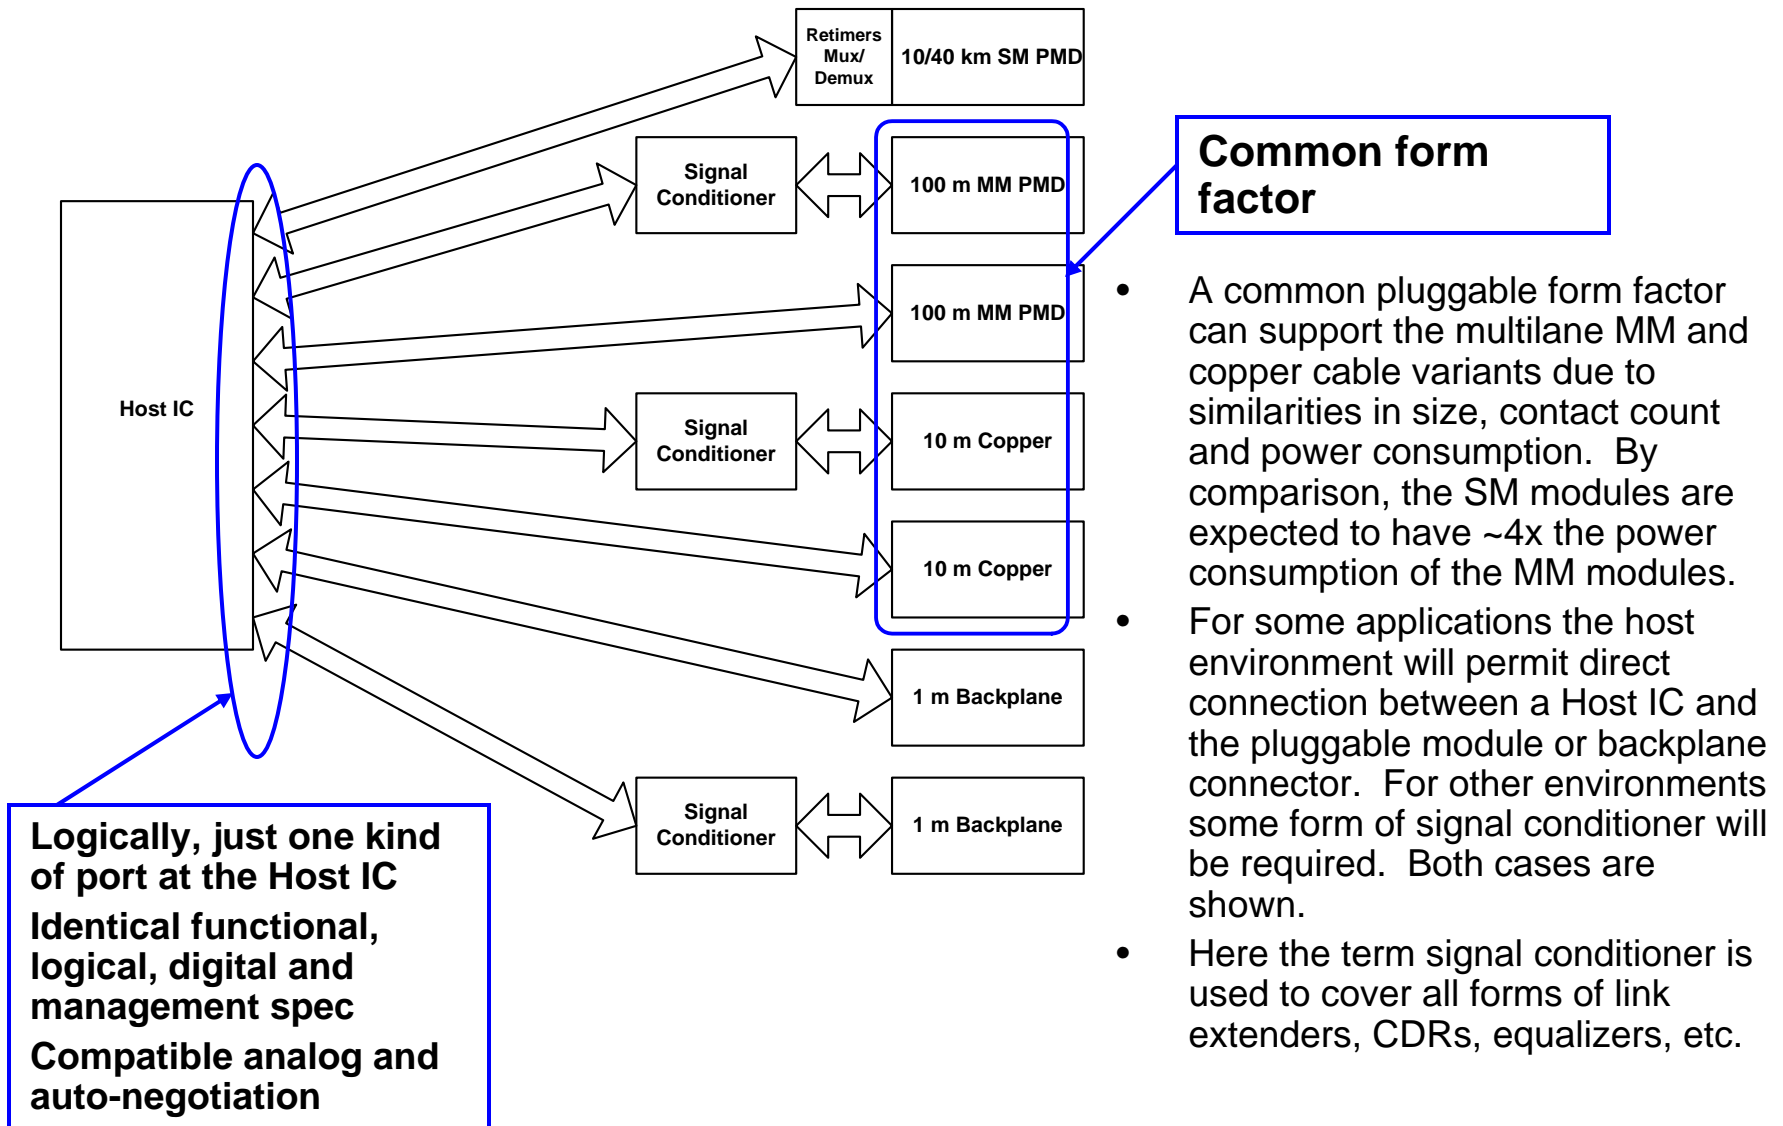 Retimers
Mux/
Demux
10/40 km SM PMD
Signal
Conditioner
100 m MM PMD
100 m MM PMD
Host IC
Signal
Conditioner
10 m Copper
10 m Copper
1 m Backplane
Signal
Conditioner
1 m Backplane
Common form
factor
Logically, just one kind
of port at the Host IC
Identical functional,
logical, digital and
management spec
Compatible analog and
auto-negotiation
• A common pluggable form factor
can support the multilane MM and
copper cable variants due to
similarities in size, contact count
and power consumption.  By
comparison, the SM modules are
expected to have ~4x the power
consumption of the MM modules.
• For some applications the host
environment will permit direct
connection between a Host IC and
the pluggable module or backplane
connector.  For other environments
some form of signal conditioner will
be required.  Both cases are
shown.
• Here the term signal conditioner is
used to cover all forms of link
extenders, CDRs, equalizers, etc.